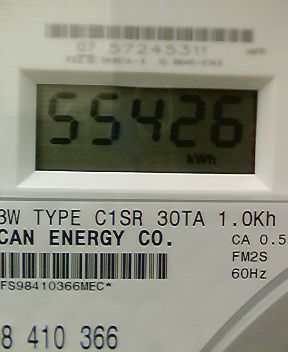 07 57245311
55426
kWh
3W TYPE C1SR 30TA 1.0Kh
CAN ENERGY CO.
CA 0.5
FM2S
60Hz
FS98410366MEC*
8 410 366